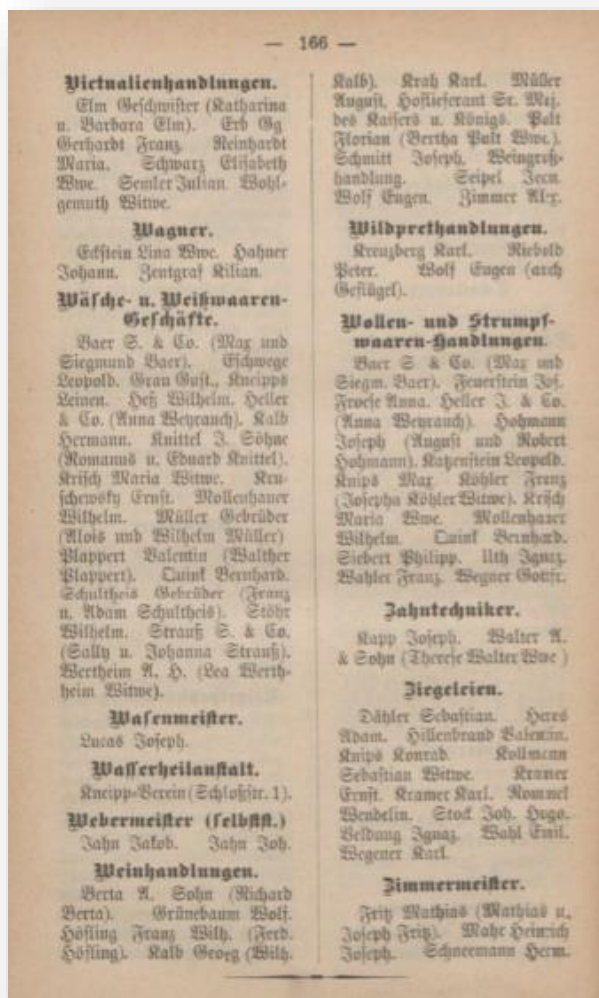 — 166 —
Victualienhandlungen.
Elm Geschwister (Katharina
u. Barbara Elm). Erb Gg
Gerhardt Franz. Reinhardt
Maria. Schwarz Elisabeth
Wwe. Semler Julian Wohl-
gemuth Witwe.
Wagner.
Eckstein Lina Wwe. Hahner
Johann. Zentgraf Kilian.
Wäsche- u. Weißwaaren-
Geschäfte.
Baer S. & Co. (Max und
Siegmund Baer). Eschwege
Leopold. Grau Gust., Kneipps
Leinen. Heß Wilhelm. Heller
& Co. (Anna Weyrauch). Kalb
Hermann. Knittel J. Söhne
(Romanus u. Eduard Knittel).
Krisch Maria Witwe. Kru-
schewsky Ernst. Mollenhauer
Wilhelm. Müller Gebrüder
(Alois und Wilhelm Müller)
Plappert Valentin (Walther
Plappert). Quink Bernhard.
Schultheis Gebrüder (Franz
u. Adam Schultheis). Stöhr
Wilhelm. Strauß S. & Co.
(Sally u. Johanna Strauß).
Wertheim A. H. (Lea Werth-
heim Witwe).
Wasenmeister.
Lucas Joseph.
Wasserheilanstalt.
Kneipp-Verein (Schloßstr. 1).
Webermeister (selbstst.)
Jahn Jakob. Jahn Joh.
Weinhandlungen.
Berta A. Sohn (Richard
Berta). Grünebaum Wolf.
Höfling Franz Wilh. (Ferd.
Höfling). Kalb Georg (Wilh.
Kalb). Krah Karl. Müller
August, Hoflieferant Sr. Mej.
des Kaisers u. Königs. Palt
Florian (Bertha Palt Wwe.).
Schmitt Joseph, Weingroß-
handlung. Seipel
Wolf Eugen. Zimmer Alex.
Wildprethandlungen.
Kreuzberg Karl. Riebold
Peter. Wolf Eugen (auch
Geflügel).
Wollen- und Strumpf-
waaren-Handlungen.
Baer S & Co. (Max und
Siegm. Baer). Feuerstein Jos.
Froese Anna. Heller J. & Co.
(Anna Weyrauch). Hohmann
Joseph (August und Robert
Hohmann). Katzenstein Leopold.
Knips Max Köhler Franz
(Josepha Köhler Witwe). Krisch
Maria Wwe. Mollenhauer
Wilhelm. Quink Bernhard.
Siebert Philipp. Uth Ignaz.
Wahler Franz. Wegner Gottfr.
Zahntechniker.
Kapp Joseph. Walter A.
& Sohn (Therese Walter Wwe )
Ziegeleien.
Dähler Sebastian. Heres
Adam. Hillenbrand Valentin.
Knips Konrad. Kollmann
Sebastian Witwe. Kramer
Ernst. Kramer Karl. Rommel
Wendelin. Stock Joh. Hugo.
Veldung Ignaz. Wahl Emil.
Wegener Karl.
Zimmermeister.
Fritz Mathias (Mathias u.
Joseph Fritz). Mahr Heinrich
Joseph. Schneemann Herm.